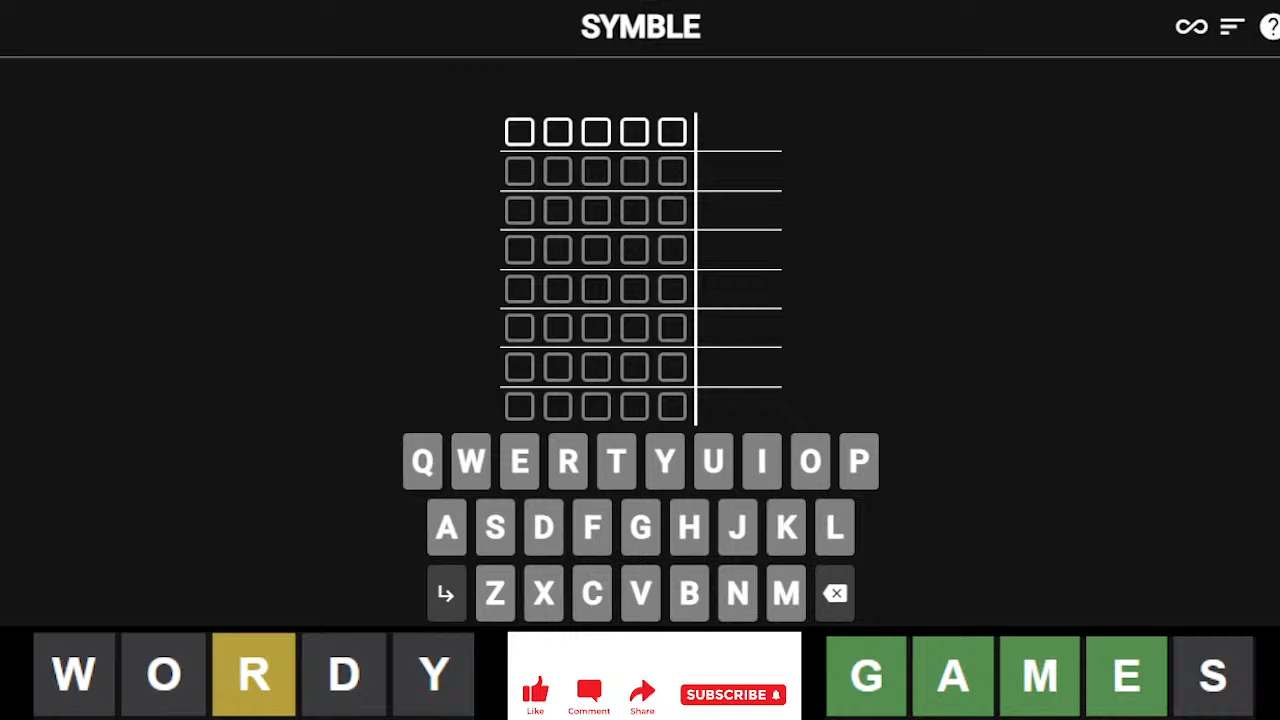 SYMBLE
?
Q W E R T Y U I O P
A S D F G H J K L
Z X C V B N M
W O R D Y
Like Comment Share
SUBSCRIBE
G A M E S